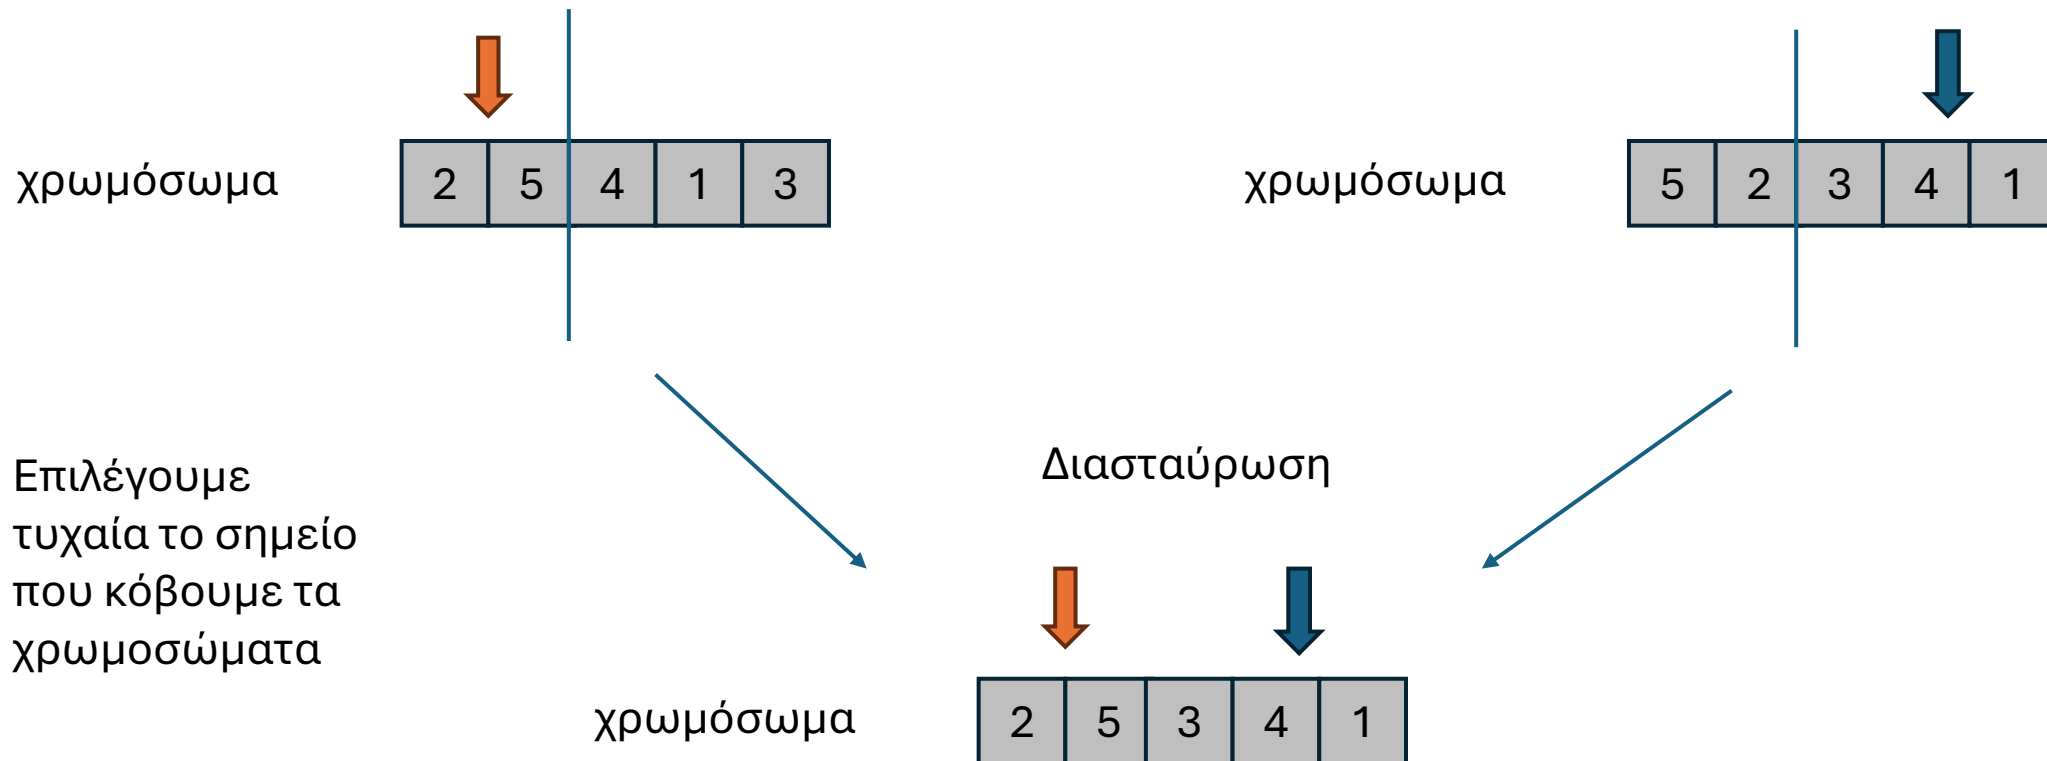 χρωμόσωμα
2 5 4 1 3
χρωμόσωμα
5 2 3 4 1
Επιλέγουμε
τυχαία το σημείο
που κόβουμε τα
χρωμοσώματα
Διασταύρωση
χρωμόσωμα
2 5 3 4 1